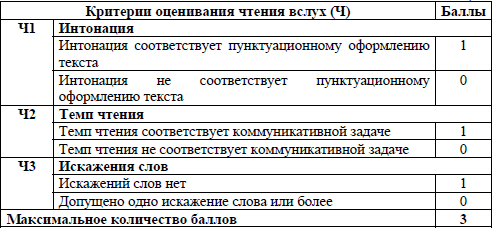 Критерии оценивания чтения вслух (Ч) Баллы
Ч1 Интонация
Интонация соответствует пунктуационному оформлению 1
текста
Интонация не соответствует пунктуационному 0
оформлению текста
Ч2 Темп чтения
Темп чтения соответствует коммуникативной задаче 1
Темп чтения не соответствует коммуникативной задаче 0
Ч3 Искажения слов
Искажений слов нет 1
Допущено одно искажение слова или более 0
Максимальное количество баллов 3